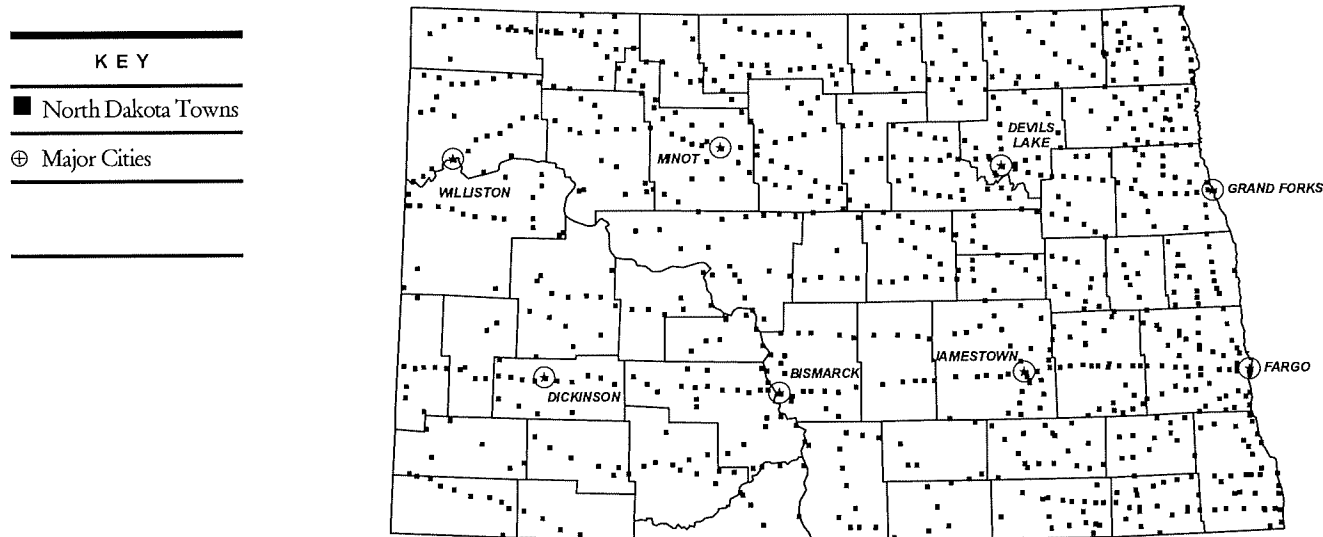 KEY
North Dakota Towns
Major Cities
DEVILS
LAKE
MINOT
WILLISTON
GRAND FORKS
JAMESTOWN
BISMARCK
FARGO
DICKINSON